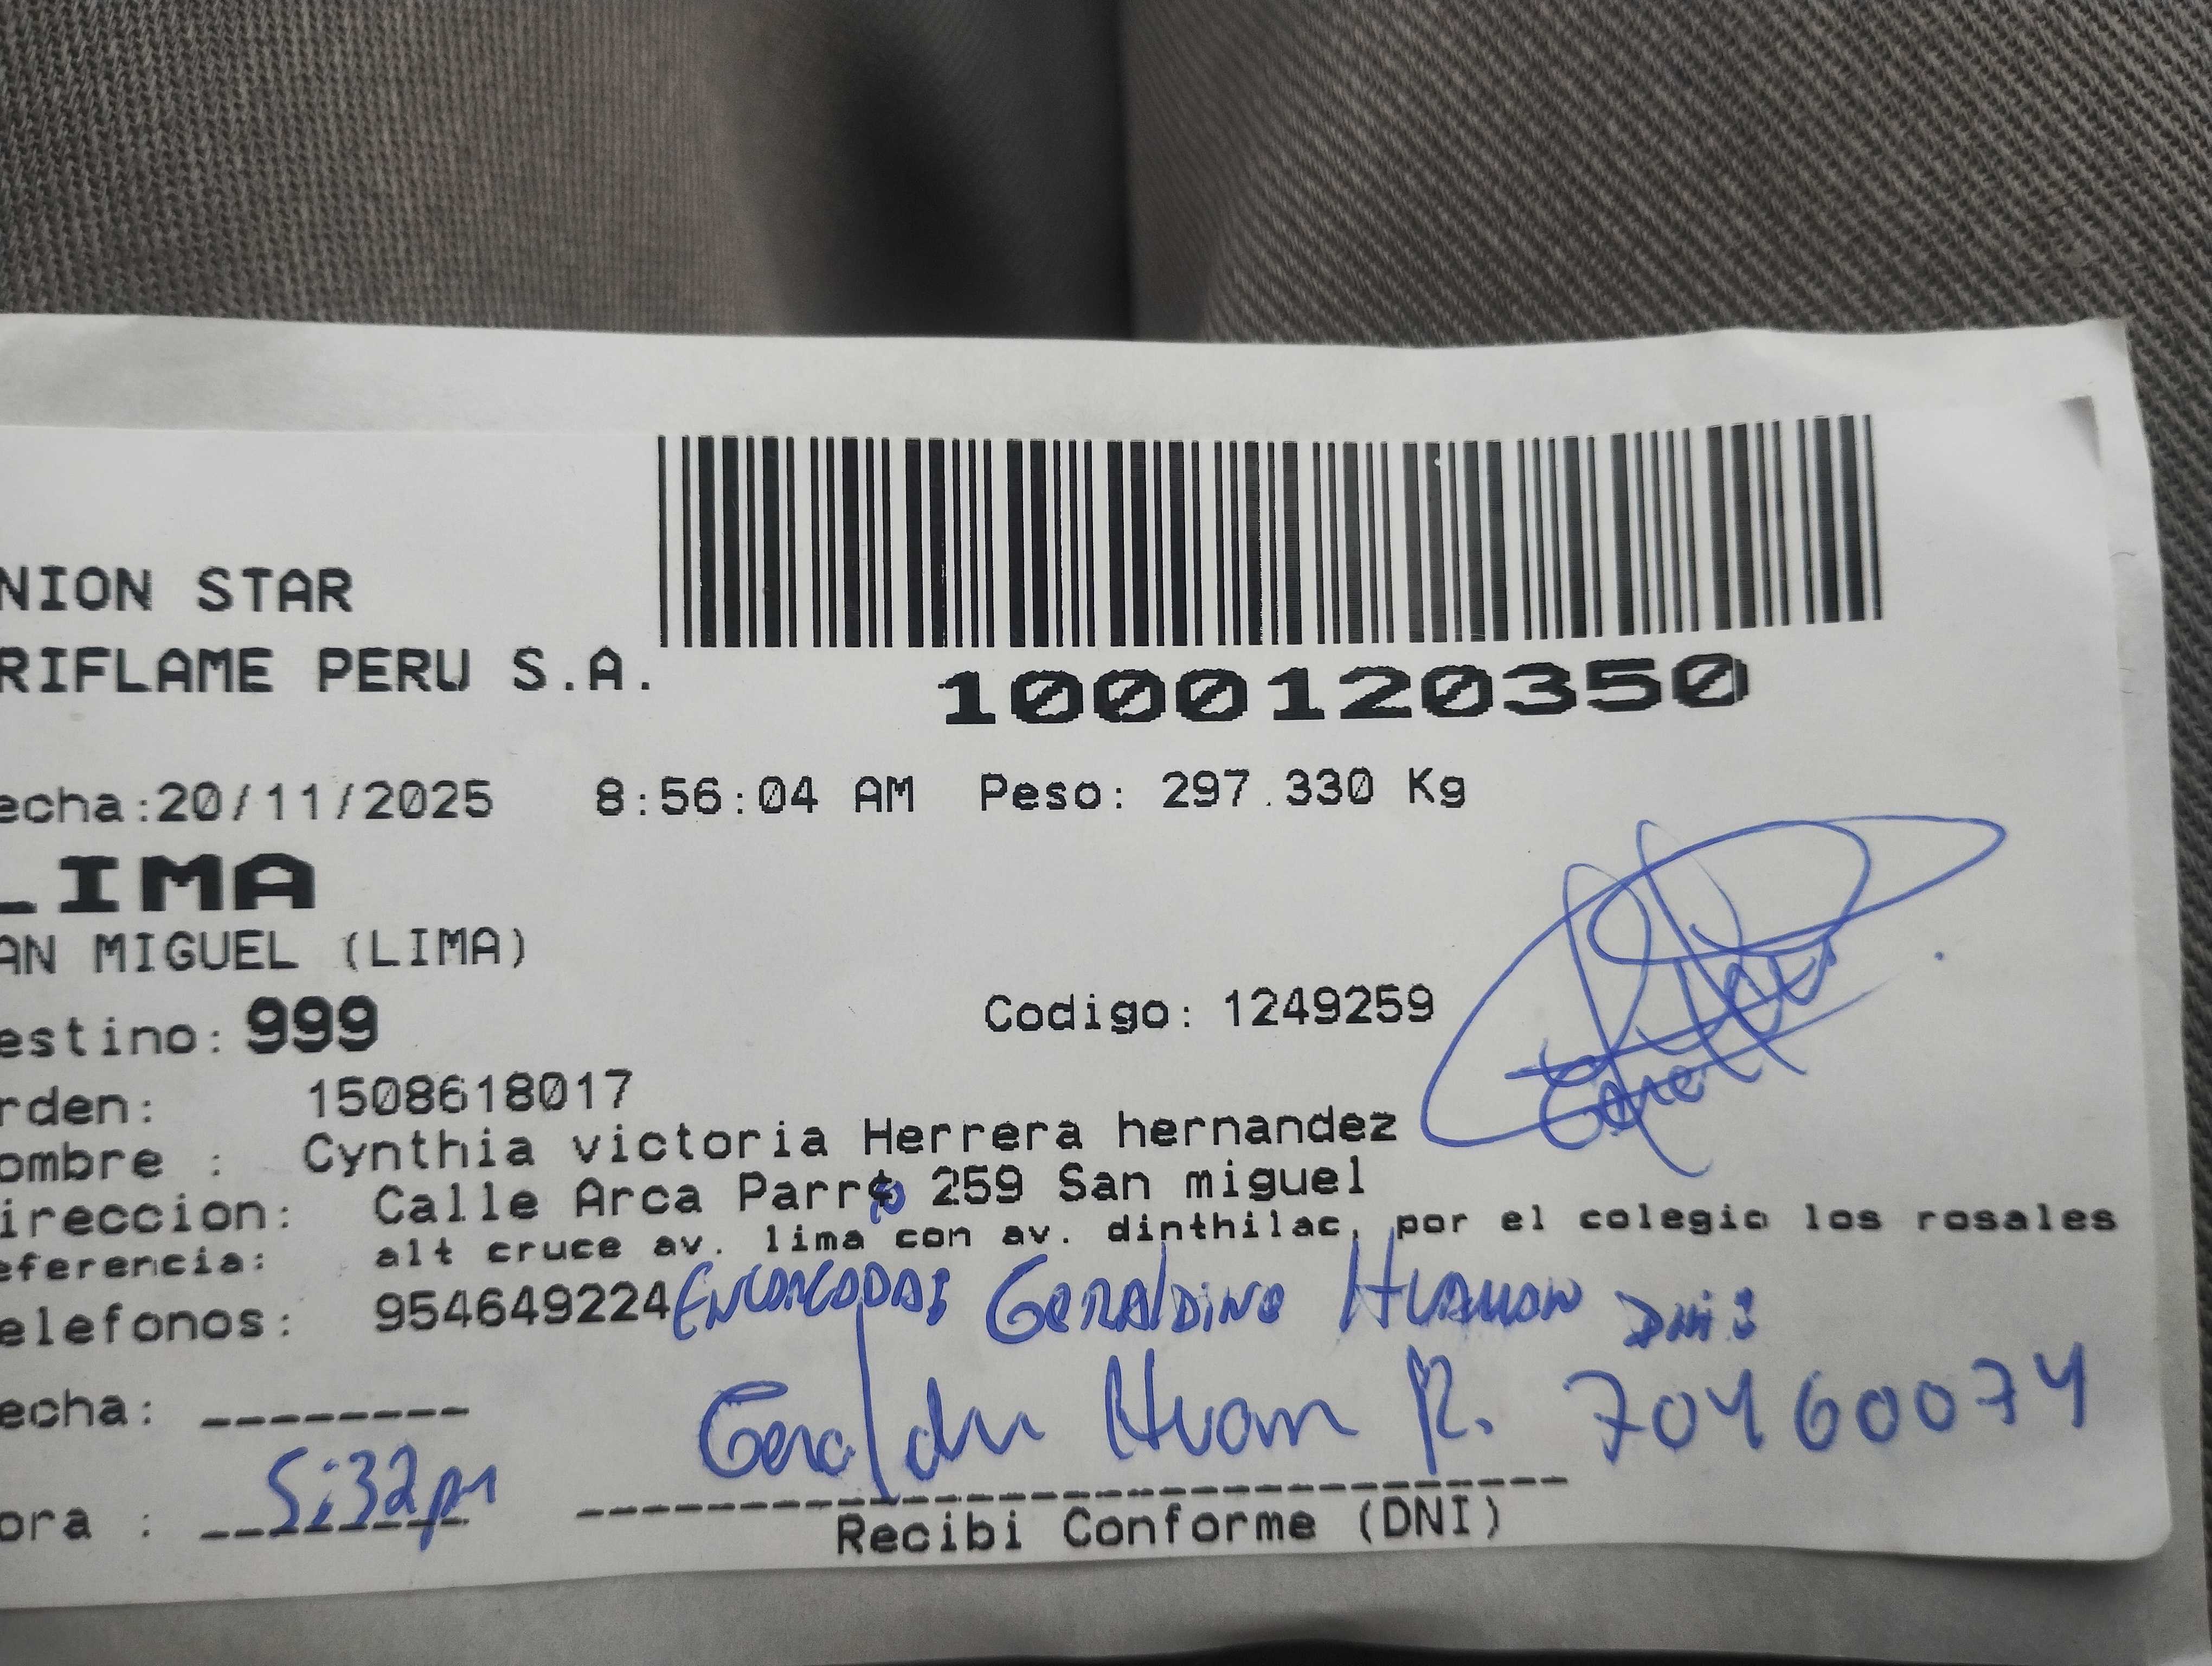 NION STAR
RIFLAME PERU S.A.
1000120350
echa:20/11/2025 8:56:04 AM Peso: 297.330 Kg
LIMA
AN MIGUEL (LIMA)
estino: 999 Codigo: 1249259
rden: 1508618017
ombre : Cynthia victoria Herrera hernandez
ireccion: Calle Arca Parro 259 San miguel
eferencia: alt cruce av. lima con av. dinthilac, por el colegio los rosales
elefonos: 954649224 Geraldine Huaman DNI:
echa: --------
Huam R. 70460074
ora : 5:32pm
Recibi Conforme (DNI)